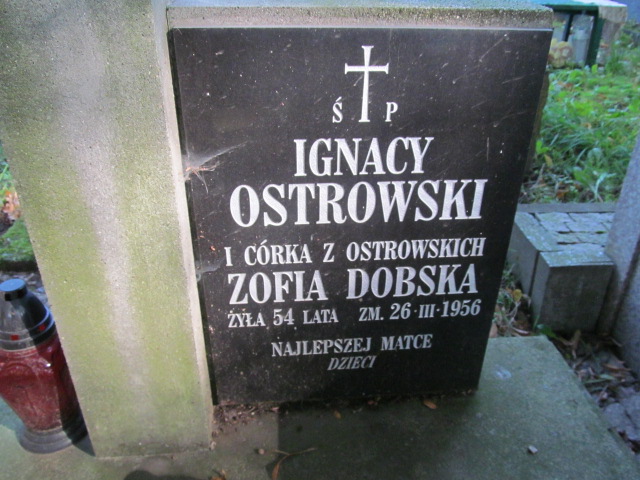 Ś P
IGNACY
OSTROWSKI
I CÓRKA Z OSTROWSKICH
ZOFIA DOBSKA
ŻYŁA 54 LATA ZM. 26·III·1956
NAJLEPSZEJ MATCE
DZIECI